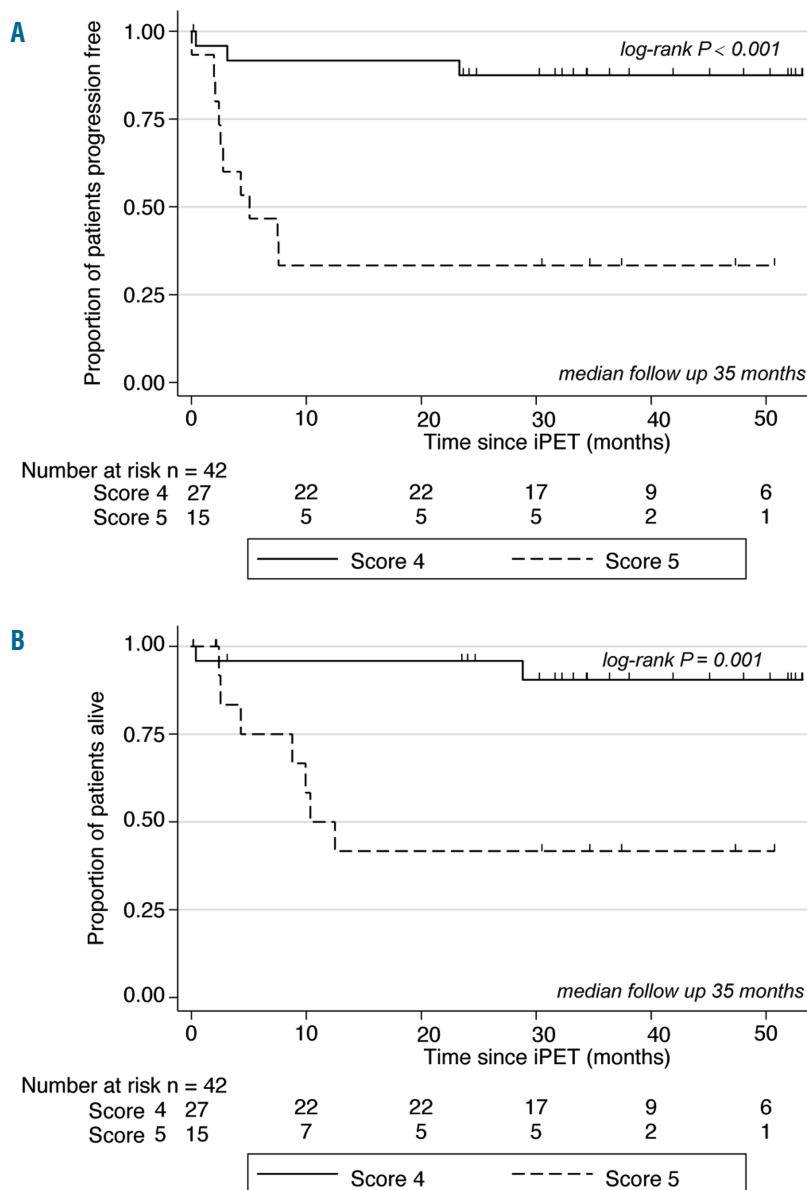 A
Proportion of patients progression free
1.00
0.75
0.50
0.25
0.00
log-rank P < 0.001
median follow up 35 months
0 10 20 30 40 50
Time since iPET (months)
Number at risk n = 42
Score 4 27 22 22 17 9 6
Score 5 15 5 5 5 2 1
Score 4 Score 5
B
Proportion of patients alive
1.00
0.75
0.50
0.25
0.00
log-rank P = 0.001
median follow up 35 months
0 10 20 30 40 50
Time since iPET (months)
Number at risk n = 42
Score 4 27 22 22 17 9 6
Score 5 15 7 5 5 2 1
Score 4 Score 5